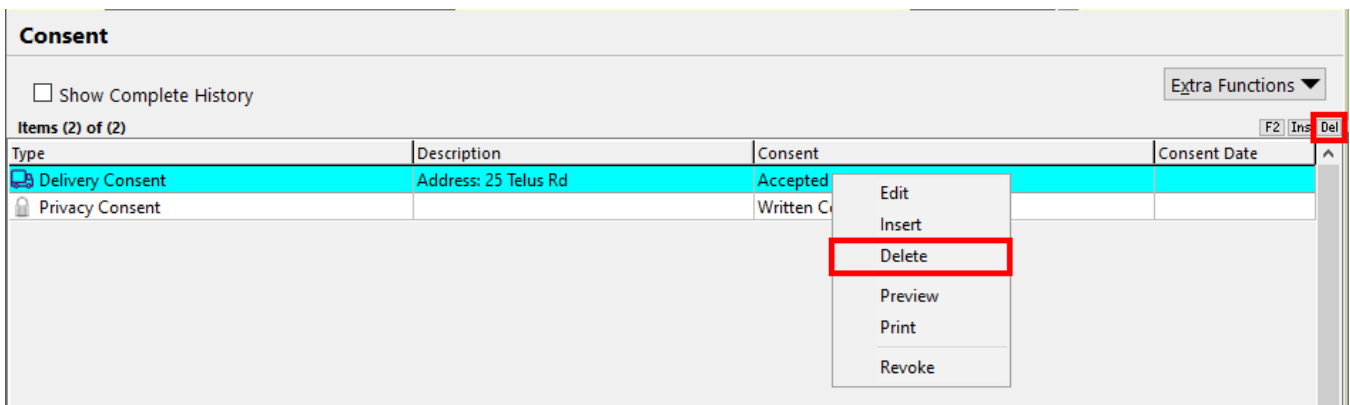 Consent
Show Complete History
Extra Functions
Items (2) of (2)
F2 Ins Del
Type Description Consent Consent Date
Delivery Consent Address: 25 Telus Rd Accepted
Privacy Consent Written
Edit
Insert
Delete
Preview
Print
Revoke